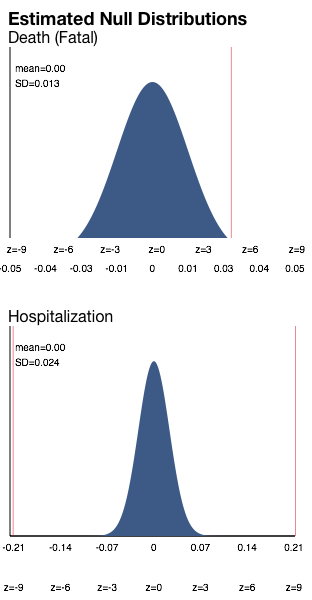 Estimated Null Distributions
Death (Fatal)
mean=0.00
SD=0.013
z=-9 z=-6 z=-3 z=0 z=3 z=6 z=9
-0.05 -0.04 -0.03 -0.01 0 0.01 0.03 0.04 0.05
Hospitalization
mean=0.00
SD=0.024
-0.21 -0.14 -0.07 0 0.07 0.14 0.21
z=-9 z=-6 z=-3 z=0 z=3 z=6 z=9